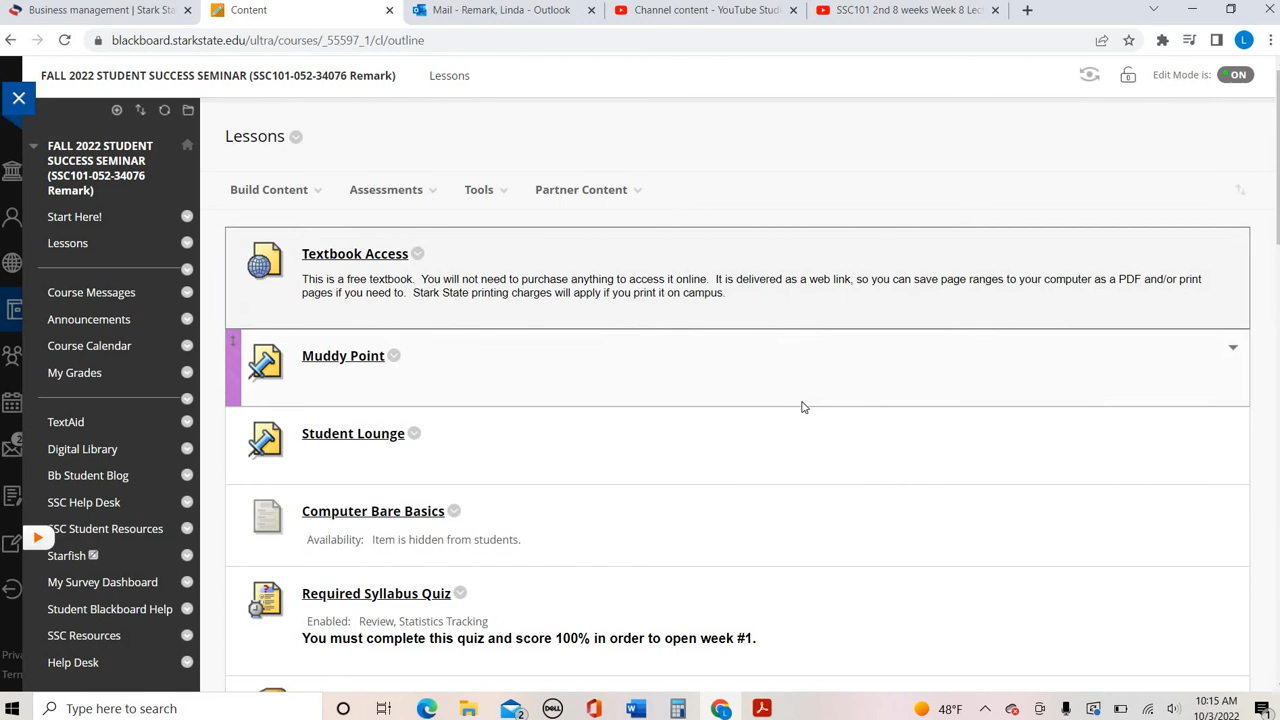 Business management | Stark Sta
Content
Mail - Remark, Linda - Outlook
Channel content - YouTube Stud
SSC101 2nd 8 weeks Week 8 Lect
blackboard.starkstate.edu/ultra/courses/_55597_1/cl/outline
L
FALL 2022 STUDENT SUCCESS SEMINAR (SSC101-052-34076 Remark)
Lessons
Edit Mode is: ON
FALL 2022 STUDENT
SUCCESS SEMINAR
(SSC101-052-34076
Remark)
Start Here!
Lessons
Course Messages
Announcements
Course Calendar
My Grades
TextAid
Digital Library
Bb Student Blog
SSC Help Desk
SSC Student Resources
Starfish
My Survey Dashboard
Student Blackboard Help
SSC Resources
Help Desk
2
Priva
Term
Lessons
Build Content
Assessments
Tools
Partner Content
Textbook Access
This is a free textbook. You will not need to purchase anything to access it online. It is delivered as a web link, so you can save page ranges to your computer as a PDF and/or print
pages if you need to. Stark State printing charges will apply if you print it on campus.
Muddy Point
Student Lounge
Computer Bare Basics
Availability: Item is hidden from students.
Required Syllabus Quiz
Enabled: Review, Statistics Tracking
You must complete this quiz and score 100% in order to open week #1.
Type here to search
2
DELL
W
L
48°F
10:15 AM
10/3/2022